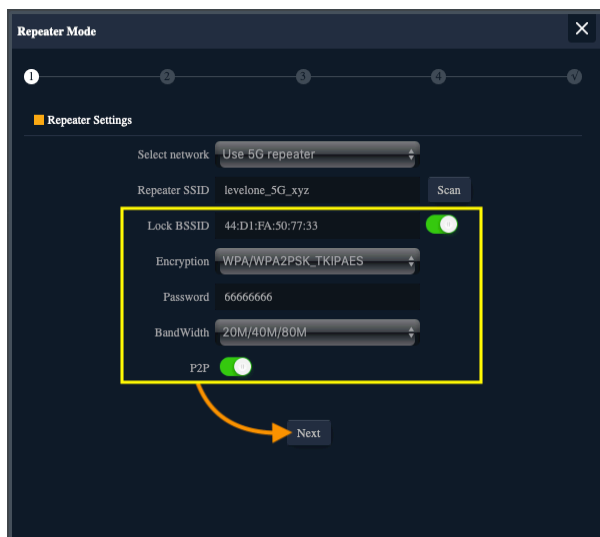 Repeater Mode
1 2 3 4 √
Repeater Settings
Select network Use 5G repeater
Repeater SSID levelone_5G_xyz Scan
Lock BSSID 44:D1:FA:50:77:33
Encryption WPA/WPA2PSK_TKIPAES
Password 66666666
BandWidth 20M/40M/80M
P2P
Next